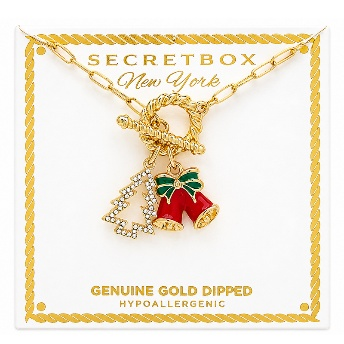 SECRETBOX
New York
GENUINE GOLD DIPPED
HYPOALLERGENIC